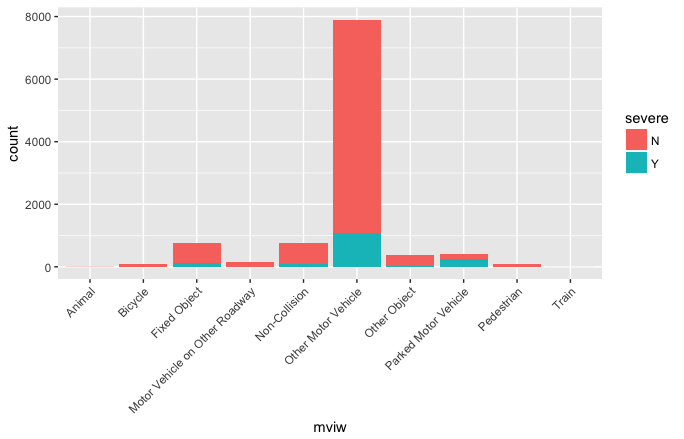 8000
6000
4000
2000
0
count
Animal
Bicycle
Fixed Object
Motor Vehicle on Other Roadway
Non-Collision
Other Motor Vehicle
Other Object
Parked Motor Vehicle
Pedestrian
Train
mviw
severe
N
Y